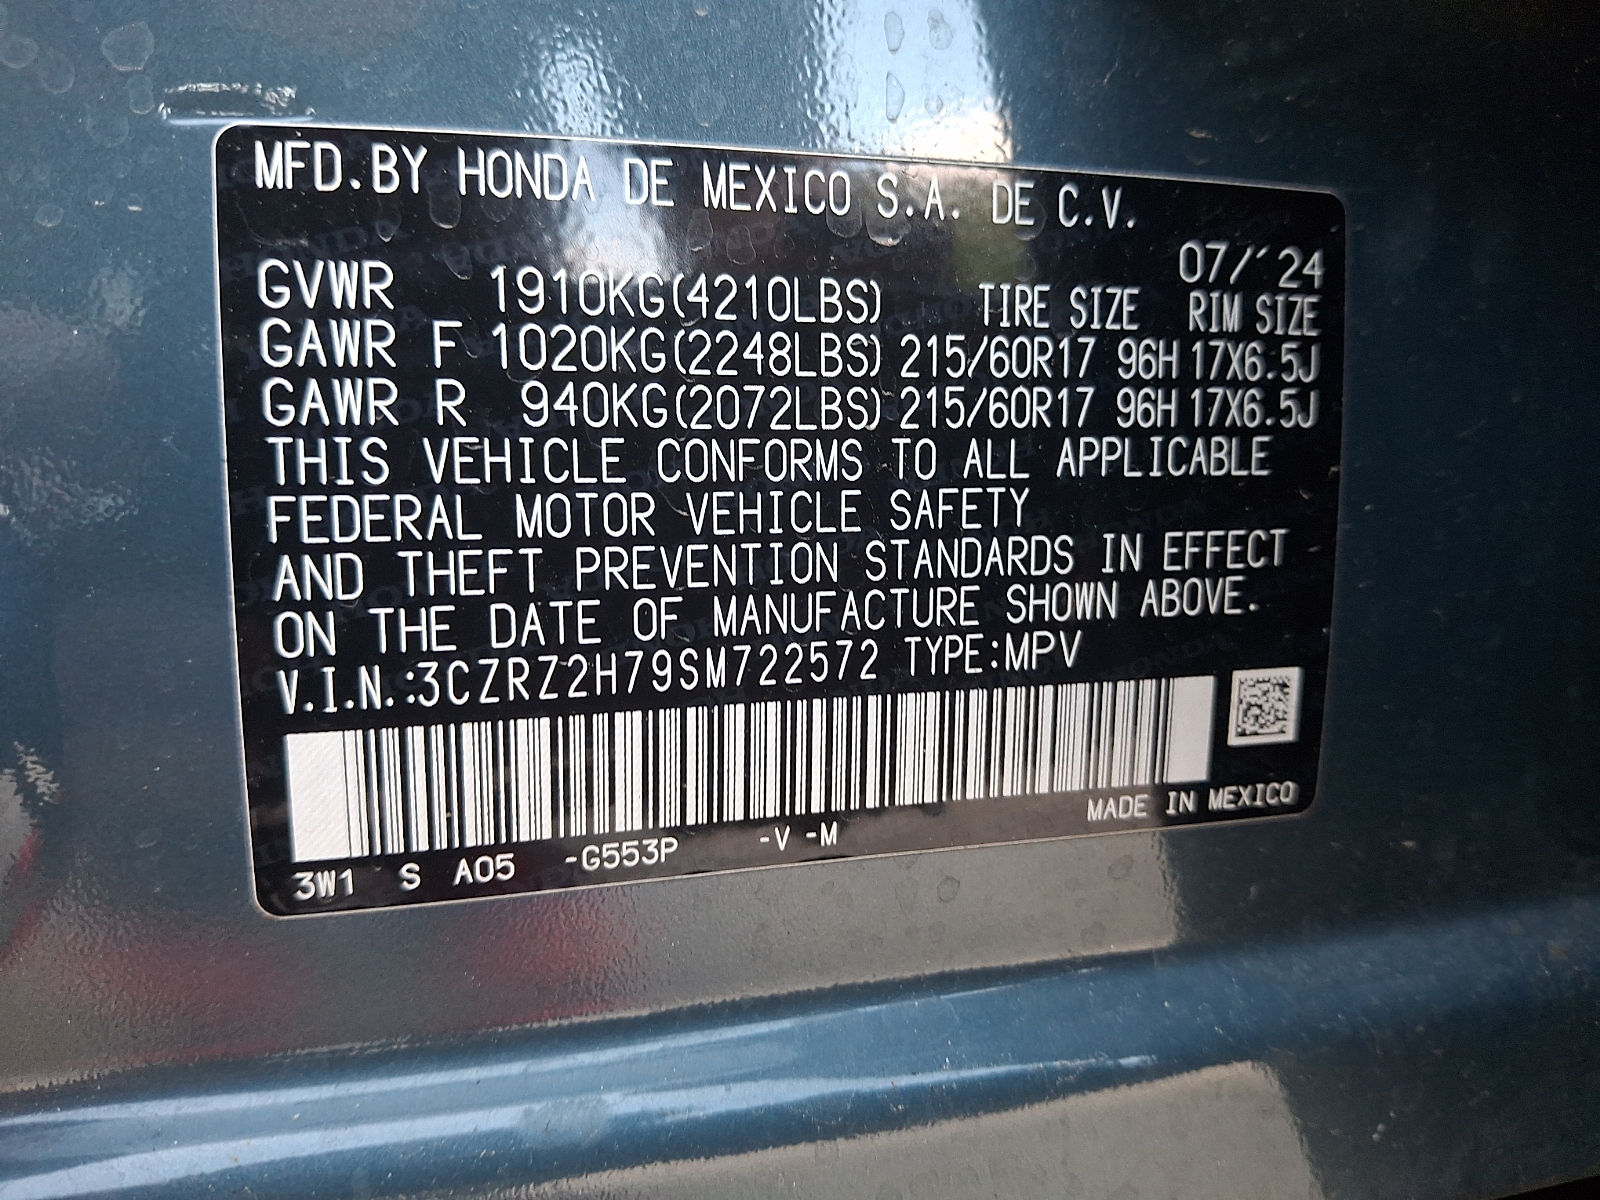 MFD.BY HONDA DE MEXICO S.A. DE C.V.
07/'24
GVWR 1910KG(4210LBS) TIRE SIZE RIM SIZE
GAWR F 1020KG(2248LBS) 215/60R17 96H 17X6.5J
GAWR R 940KG(2072LBS) 215/60R17 96H 17X6.5J
THIS VEHICLE CONFORMS TO ALL APPLICABLE
FEDERAL MOTOR VEHICLE SAFETY
AND THEFT PREVENTION STANDARDS IN EFFECT
ON THE DATE OF MANUFACTURE SHOWN ABOVE.
V.I.N.:3CZRZ2H79SM722572 TYPE:MPV
MADE IN MEXICO
3W1 S A05 -G553P -V -M